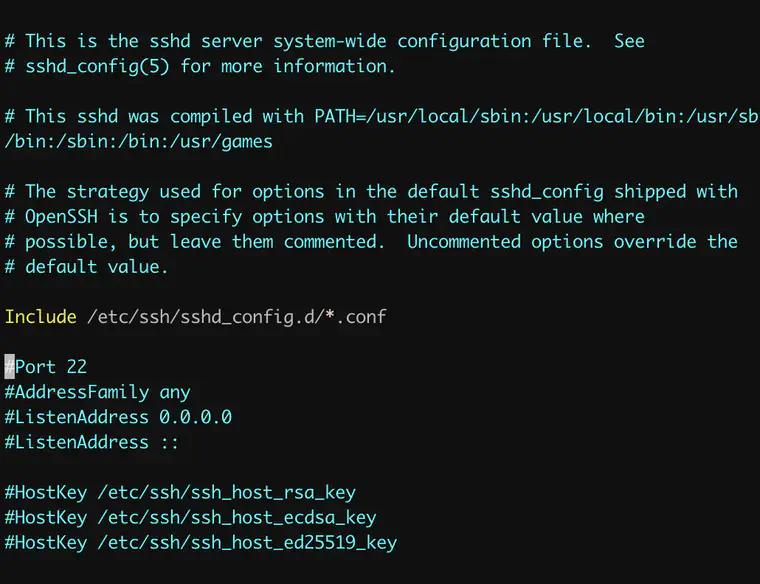 # This is the sshd server system-wide configuration file.  See
# sshd_config(5) for more information.
# This sshd was compiled with PATH=/usr/local/sbin:/usr/local/bin:/usr/sb
/bin:/sbin:/bin:/usr/games
# The strategy used for options in the default sshd_config shipped with
# OpenSSH is to specify options with their default value where
# possible, but leave them commented.  Uncommented options override the
# default value.
Include /etc/ssh/sshd_config.d/*.conf
#Port 22
#AddressFamily any
#ListenAddress 0.0.0.0
#ListenAddress ::
#HostKey /etc/ssh/ssh_host_rsa_key
#HostKey /etc/ssh/ssh_host_ecdsa_key
#HostKey /etc/ssh/ssh_host_ed25519_key